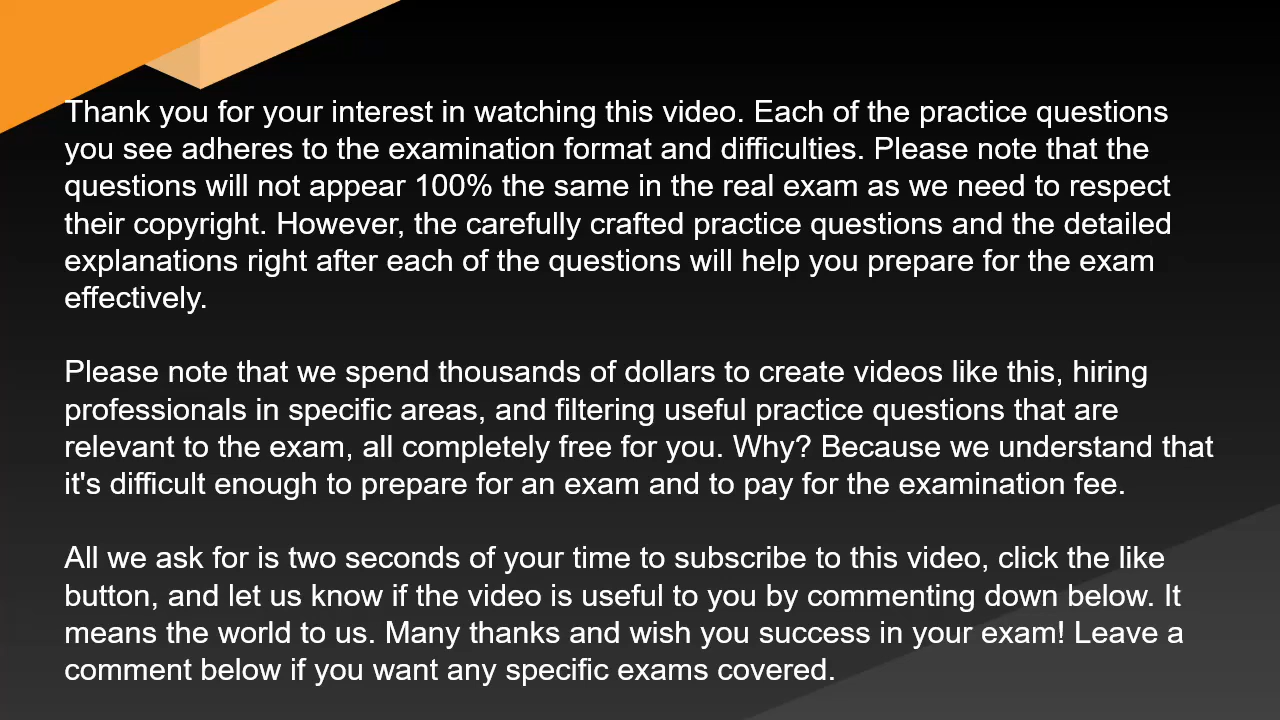 Thank you for your interest in watching this video. Each of the practice questions
you see adheres to the examination format and difficulties. Please note that the
questions will not appear 100% the same in the real exam as we need to respect
their copyright. However, the carefully crafted practice questions and the detailed
explanations right after each of the questions will help you prepare for the exam
effectively.
Please note that we spend thousands of dollars to create videos like this, hiring
professionals in specific areas, and filtering useful practice questions that are
relevant to the exam, all completely free for you. Why? Because we understand that
it's difficult enough to prepare for an exam and to pay for the examination fee.
All we ask for is two seconds of your time to subscribe to this video, click the like
button, and let us know if the video is useful to you by commenting down below. It
means the world to us. Many thanks and wish you success in your exam! Leave a
comment below if you want any specific exams covered.